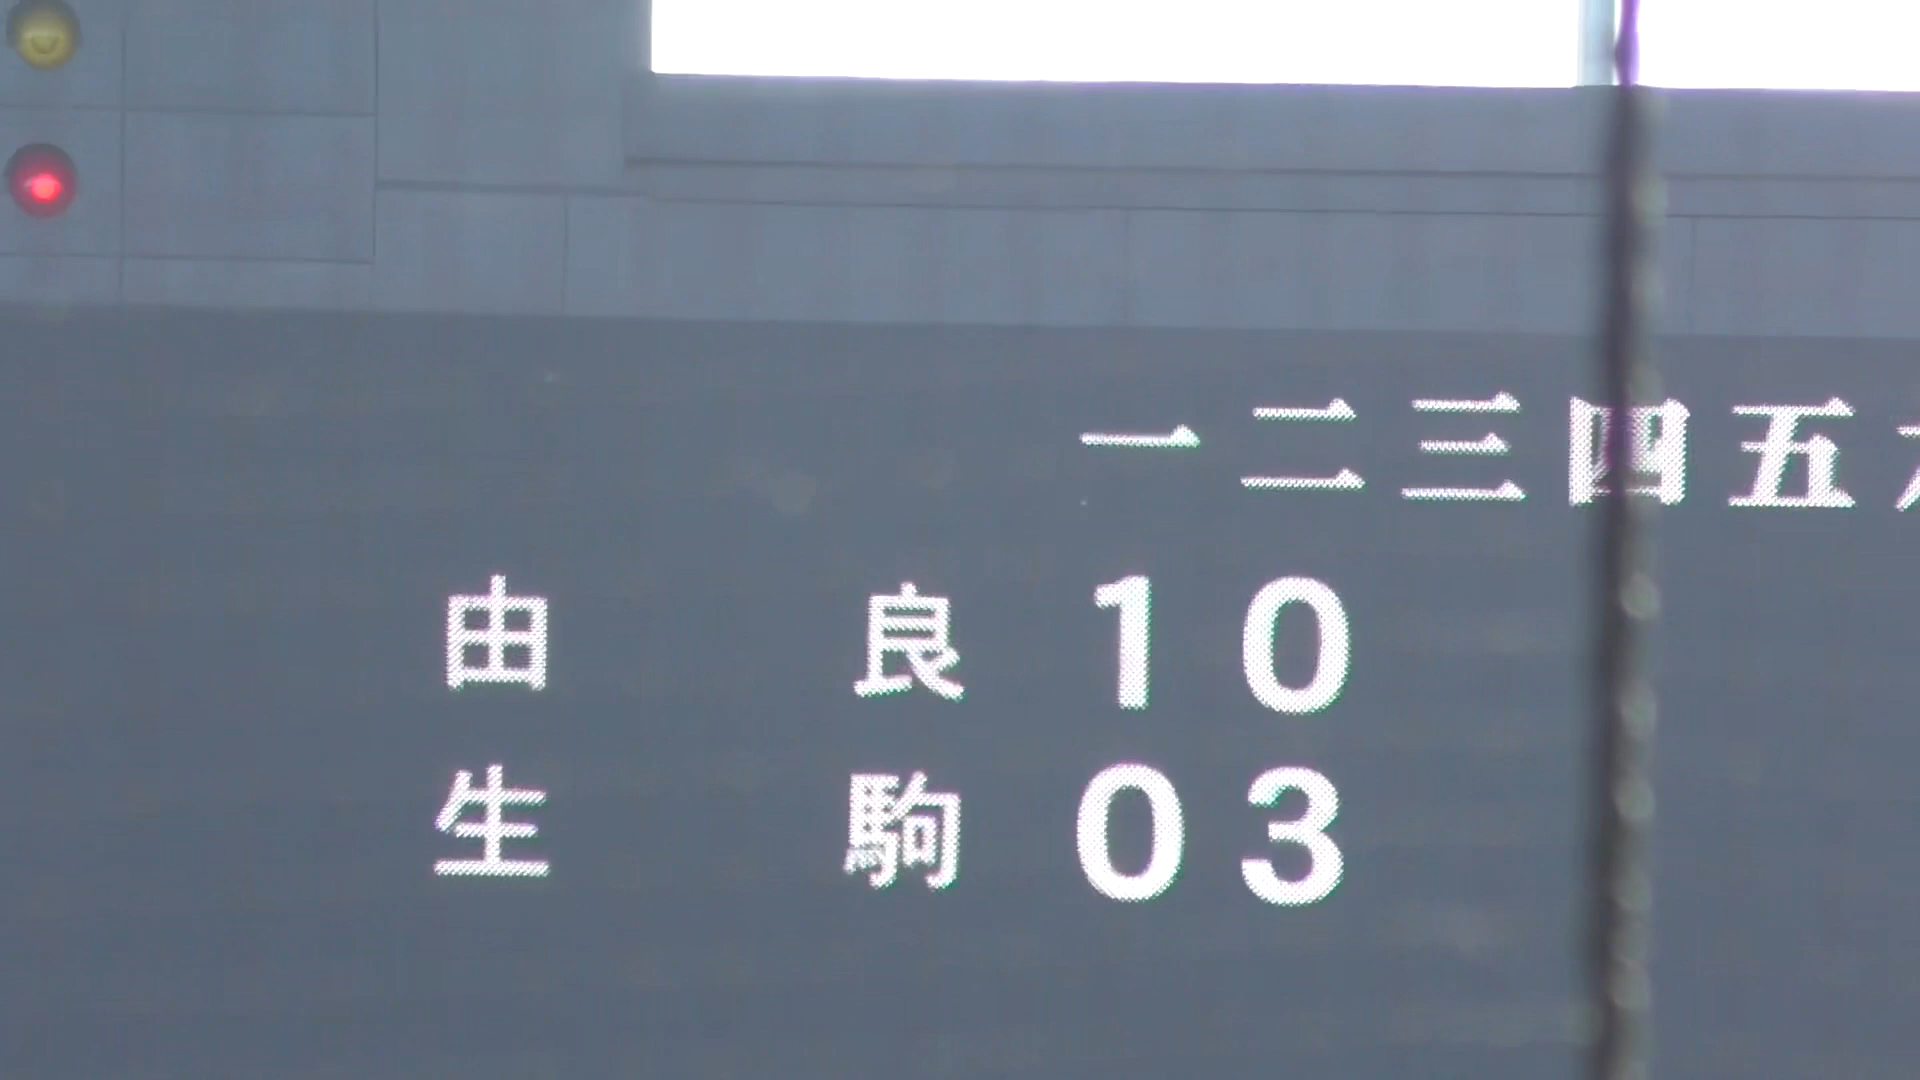 一 二 三 四 五
由 良 1 0
生 駒 0 3